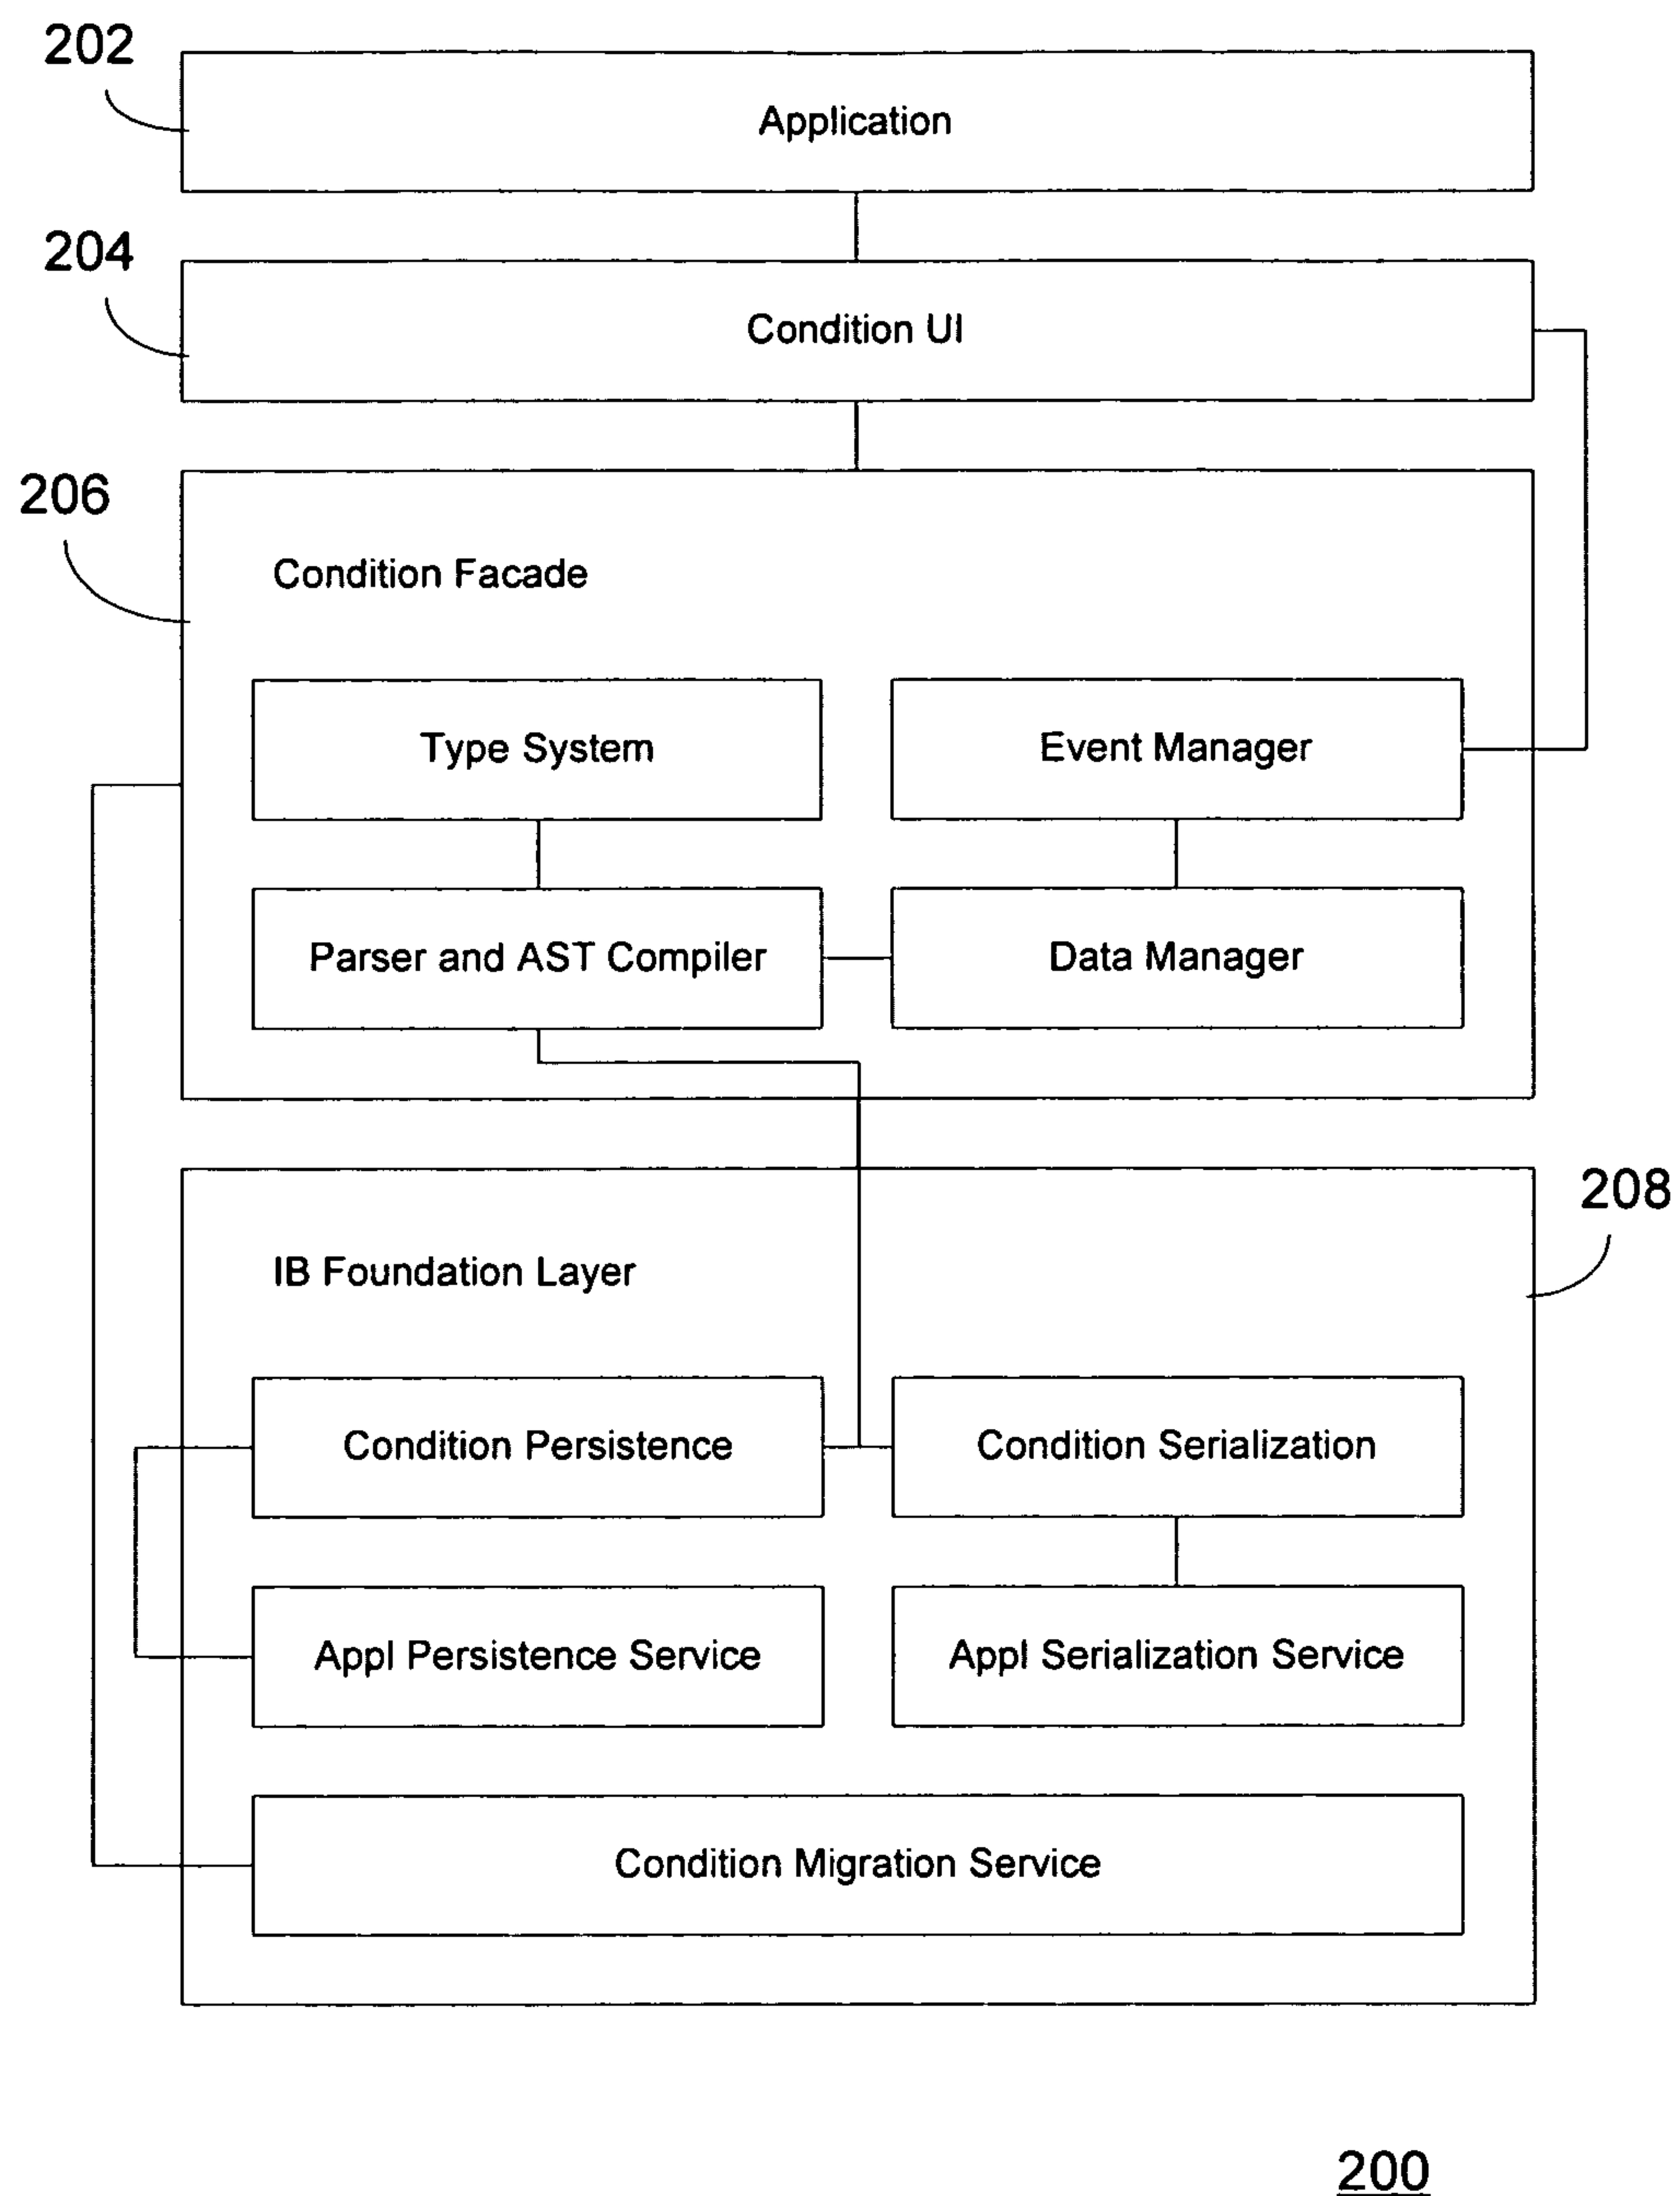 202
Application
204
Condition UI
206
Condition Facade
Type System
Event Manager
Parser and AST Compiler
Data Manager
208
IB Foundation Layer
Condition Persistence
Condition Serialization
Appl Persistence Service
Appl Serialization Service
Condition Migration Service
200